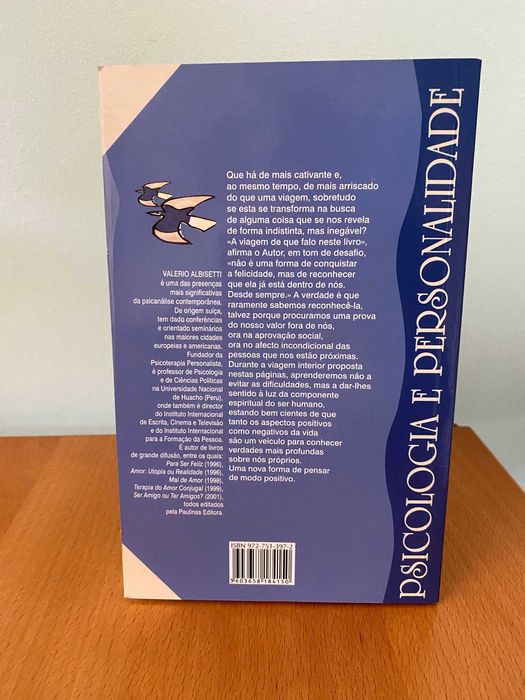 Que há de mais cativante e,
ao mesmo tempo, de mais arriscado
do que uma viagem, sobretudo
se esta se transforma na busca
de alguma coisa que se nos revela
de forma indistinta, mas inegável?
«A viagem de que falo neste livro»,
afirma o Autor, em tom de desafio,
«não é uma forma de conquistar
a felicidade, mas de reconhecer
que ela já está dentro de nós.
Desde sempre.» A verdade é que
raramente sabemos reconhecê-la,
talvez porque procuramos uma prova
do nosso valor fora de nós,
ora na aprovação social,
ora no afecto incondicional das
pessoas que nos estão próximas.
Durante a viagem interior proposta
nestas páginas, aprenderemos não a
evitar as dificuldades, mas a dar-lhes
sentido à luz da componente
espiritual do ser humano,
estando bem cientes de que
tanto os aspectos positivos
como negativos da vida
são um veículo para conhecer
verdades mais profundas
sobre nós próprios.
Uma nova forma de pensar
de modo positivo.
VALERIO ALBISETTI
é uma das presenças
mais significativas
da psicanálise contemporânea.
De origem suíça,
tem dado conferências
e orientado seminários
nas maiores cidades
europeias e americanas.
Fundador da
Psicoterapia Personalista,
é professor de Psicologia
e de Ciências Políticas
na Universidade Nacional
de Huacho (Peru),
onde também é director
do Instituto Internacional
de Escrita, Cinema e Televisão
e do Instituto Internacional
para a Formação da Pessoa.
É autor de livros
de grande difusão, entre os quais:
Para Ser Feliz (1996),
Amor: Utopia ou Realidade (1996),
Mal de Amor (1998),
Terapia do Amor Conjugal (1999),
Ser Amigo ou Ter Amigos? (2001),
todos editados
pela Paulinas Editora.
ISBN 972-751-397-2
9603658184150
PSICOLOGIA E PERSONALIDADE